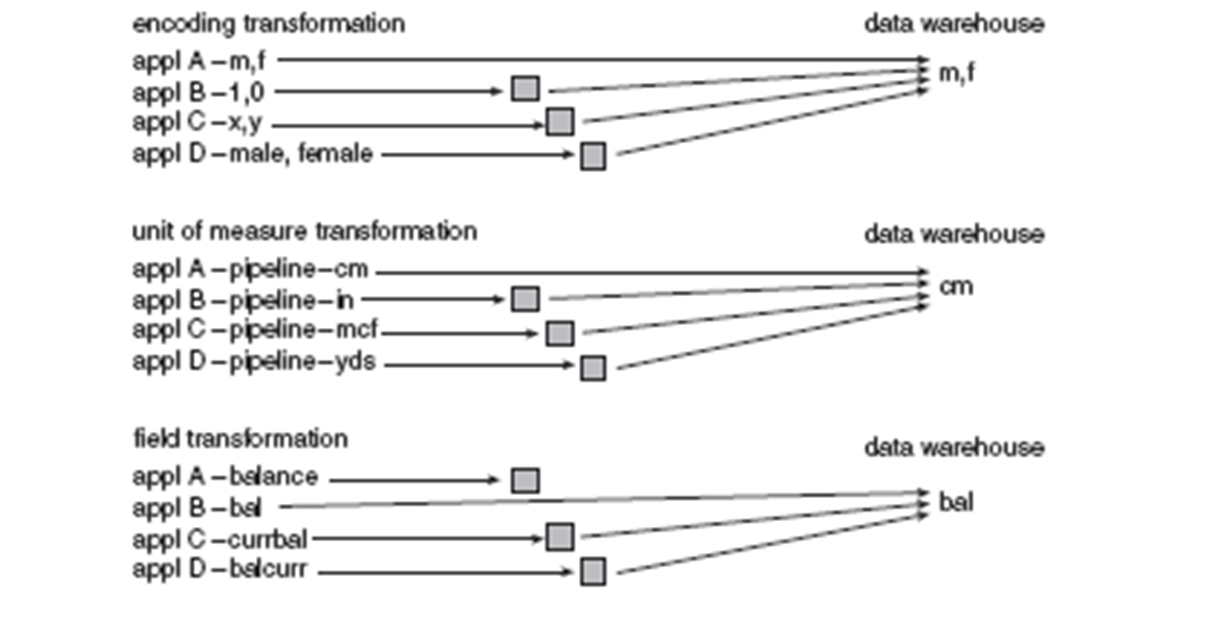 encoding transformation data warehouse
appl A – m,f
m,f
appl B – 1,0
appl C – x,y
appl D – male, female
unit of measure transformation data warehouse
appl A – pipeline – cm
cm
appl B – pipeline – in
appl C – pipeline – mcf
appl D – pipeline – yds
field transformation data warehouse
appl A – balance
appl B – bal
bal
appl C – currbal
appl D – balcurr